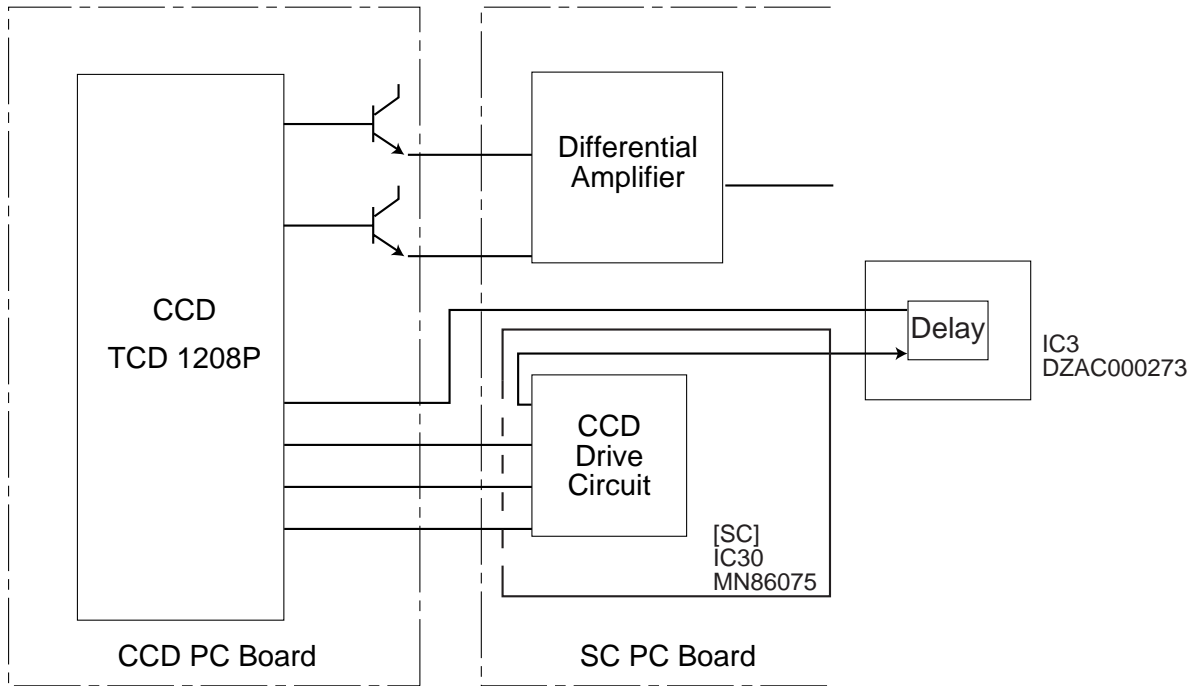 Differential
Amplifier
CCD
TCD 1208P
Delay
IC3
DZAC000273
CCD
Drive
Circuit
[SC]
IC30
MN86075
CCD PC Board
SC PC Board